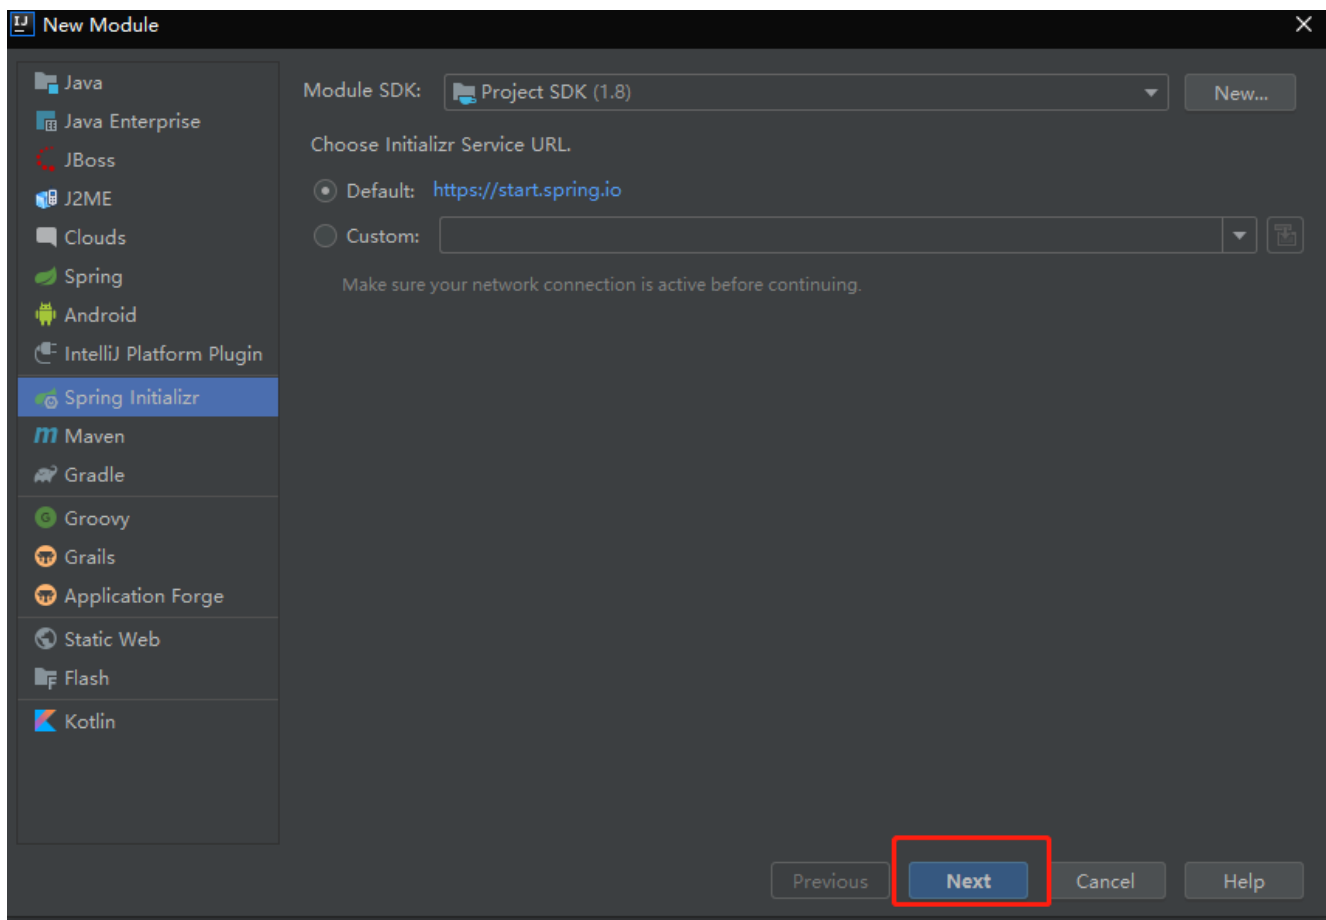 New Module
Java
Java Enterprise
JBoss
J2ME
Clouds
Spring
Android
IntelliJ Platform Plugin
Spring Initializr
Maven
Gradle
Groovy
Grails
Application Forge
Static Web
Flash
Kotlin
Module SDK: Project SDK (1.8) New...
Choose Initializr Service URL.
Default: https://start.spring.io
Custom:
Make sure your network connection is active before continuing.
Previous Next Cancel Help